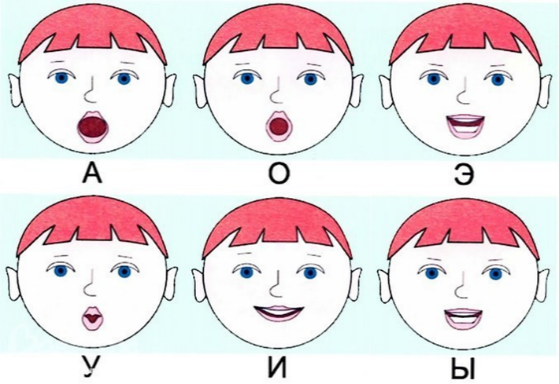 А О Э
У И Ы